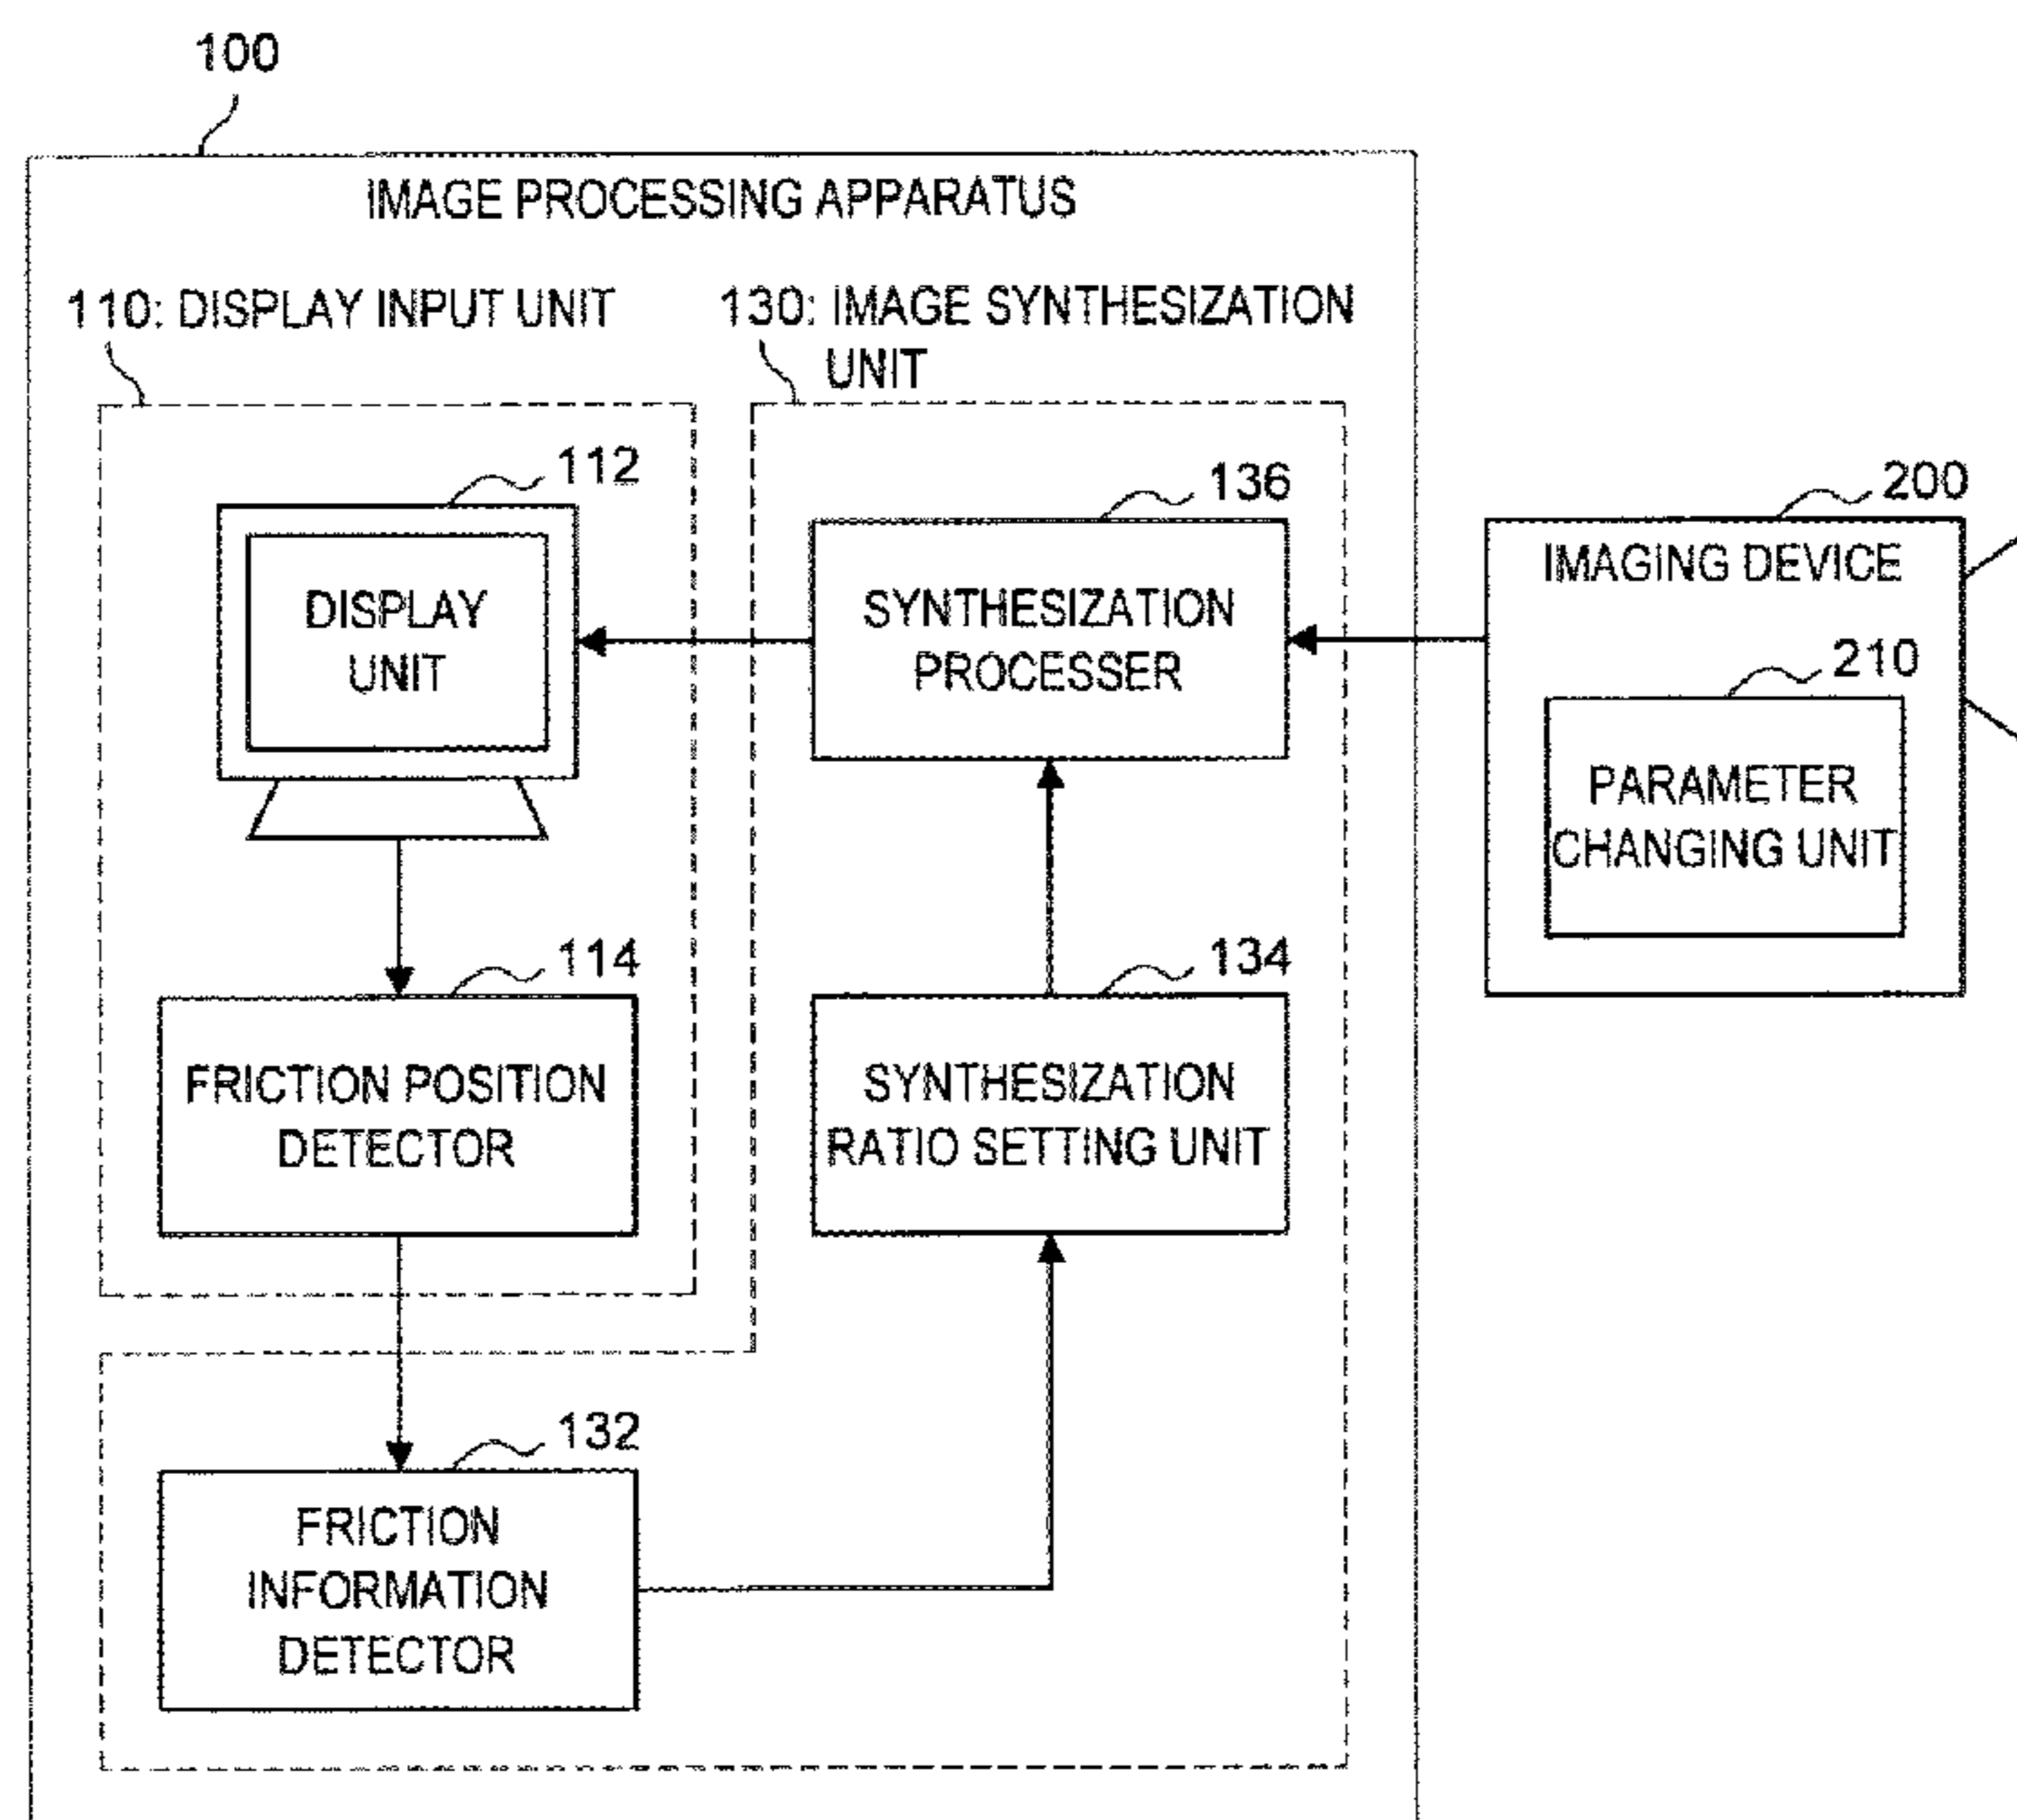 100
IMAGE PROCESSING APPARATUS
110: DISPLAY INPUT UNIT
130: IMAGE SYNTHESIZATION
UNIT
112
DISPLAY
UNIT
136
SYNTHESIZATION
PROCESSER
200
IMAGING DEVICE
210
PARAMETER
CHANGING UNIT
114
FRICTION POSITION
DETECTOR
134
SYNTHESIZATION
RATIO SETTING UNIT
132
FRICTION
INFORMATION
DETECTOR